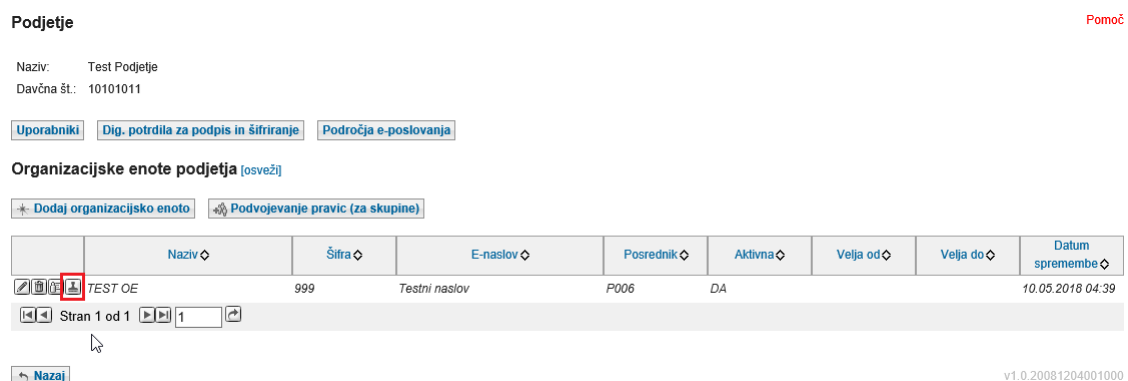 Podjetje
Pomoč
Naziv: Test Podjetje
Davčna št.: 10101011
Uporabniki Dig. potrdila za podpis in šifriranje Področja e-poslovanja
Organizacijske enote podjetja [osveži]
Dodaj organizacijsko enoto Podvojevanje pravic (za skupine)
Naziv Šifra E-naslov Posrednik Aktivna Velja od Velja do Datum spremembe
TEST OE 999 Testni naslov P006 DA 10.05.2018 04:39
Stran 1 od 1 1
Nazaj
v1.0.20081204001000